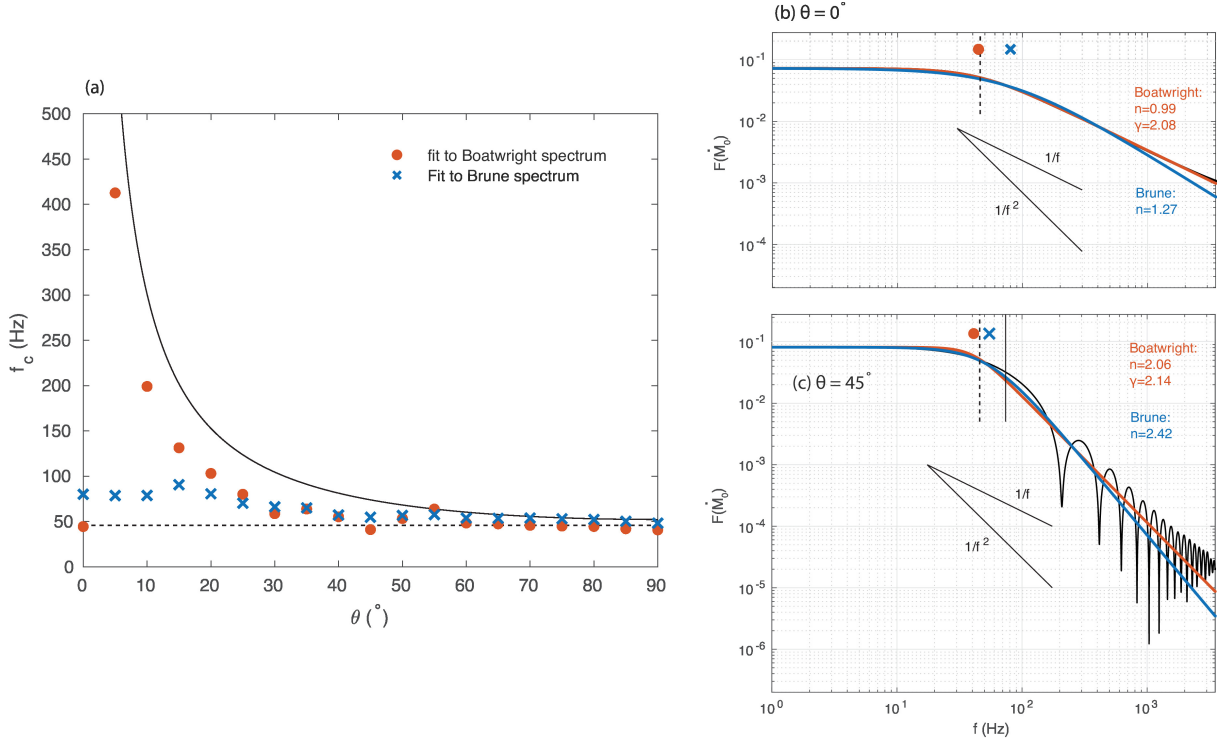 (a)
500
450
400
350
300
250
200
150
100
50
0
f_c (Hz)
fit to Boatwright spectrum
Fit to Brune spectrum
0 10 20 30 40 50 60 70 80 90
θ (°)
(b) θ = 0°
10^-1
10^-2
10^-3
10^-4
F(Ṁ_0)
Boatwright:
n=0.99
γ=2.08
1/f
1/f^2
Brune:
n=1.27
10^-1
10^-2
10^-3
10^-4
10^-5
10^-6
F(Ṁ_0)
Boatwright:
n=2.06
γ=2.14
(c) θ = 45°
Brune:
n=2.42
1/f
1/f^2
10^0 10^1 10^2 10^3
f (Hz)